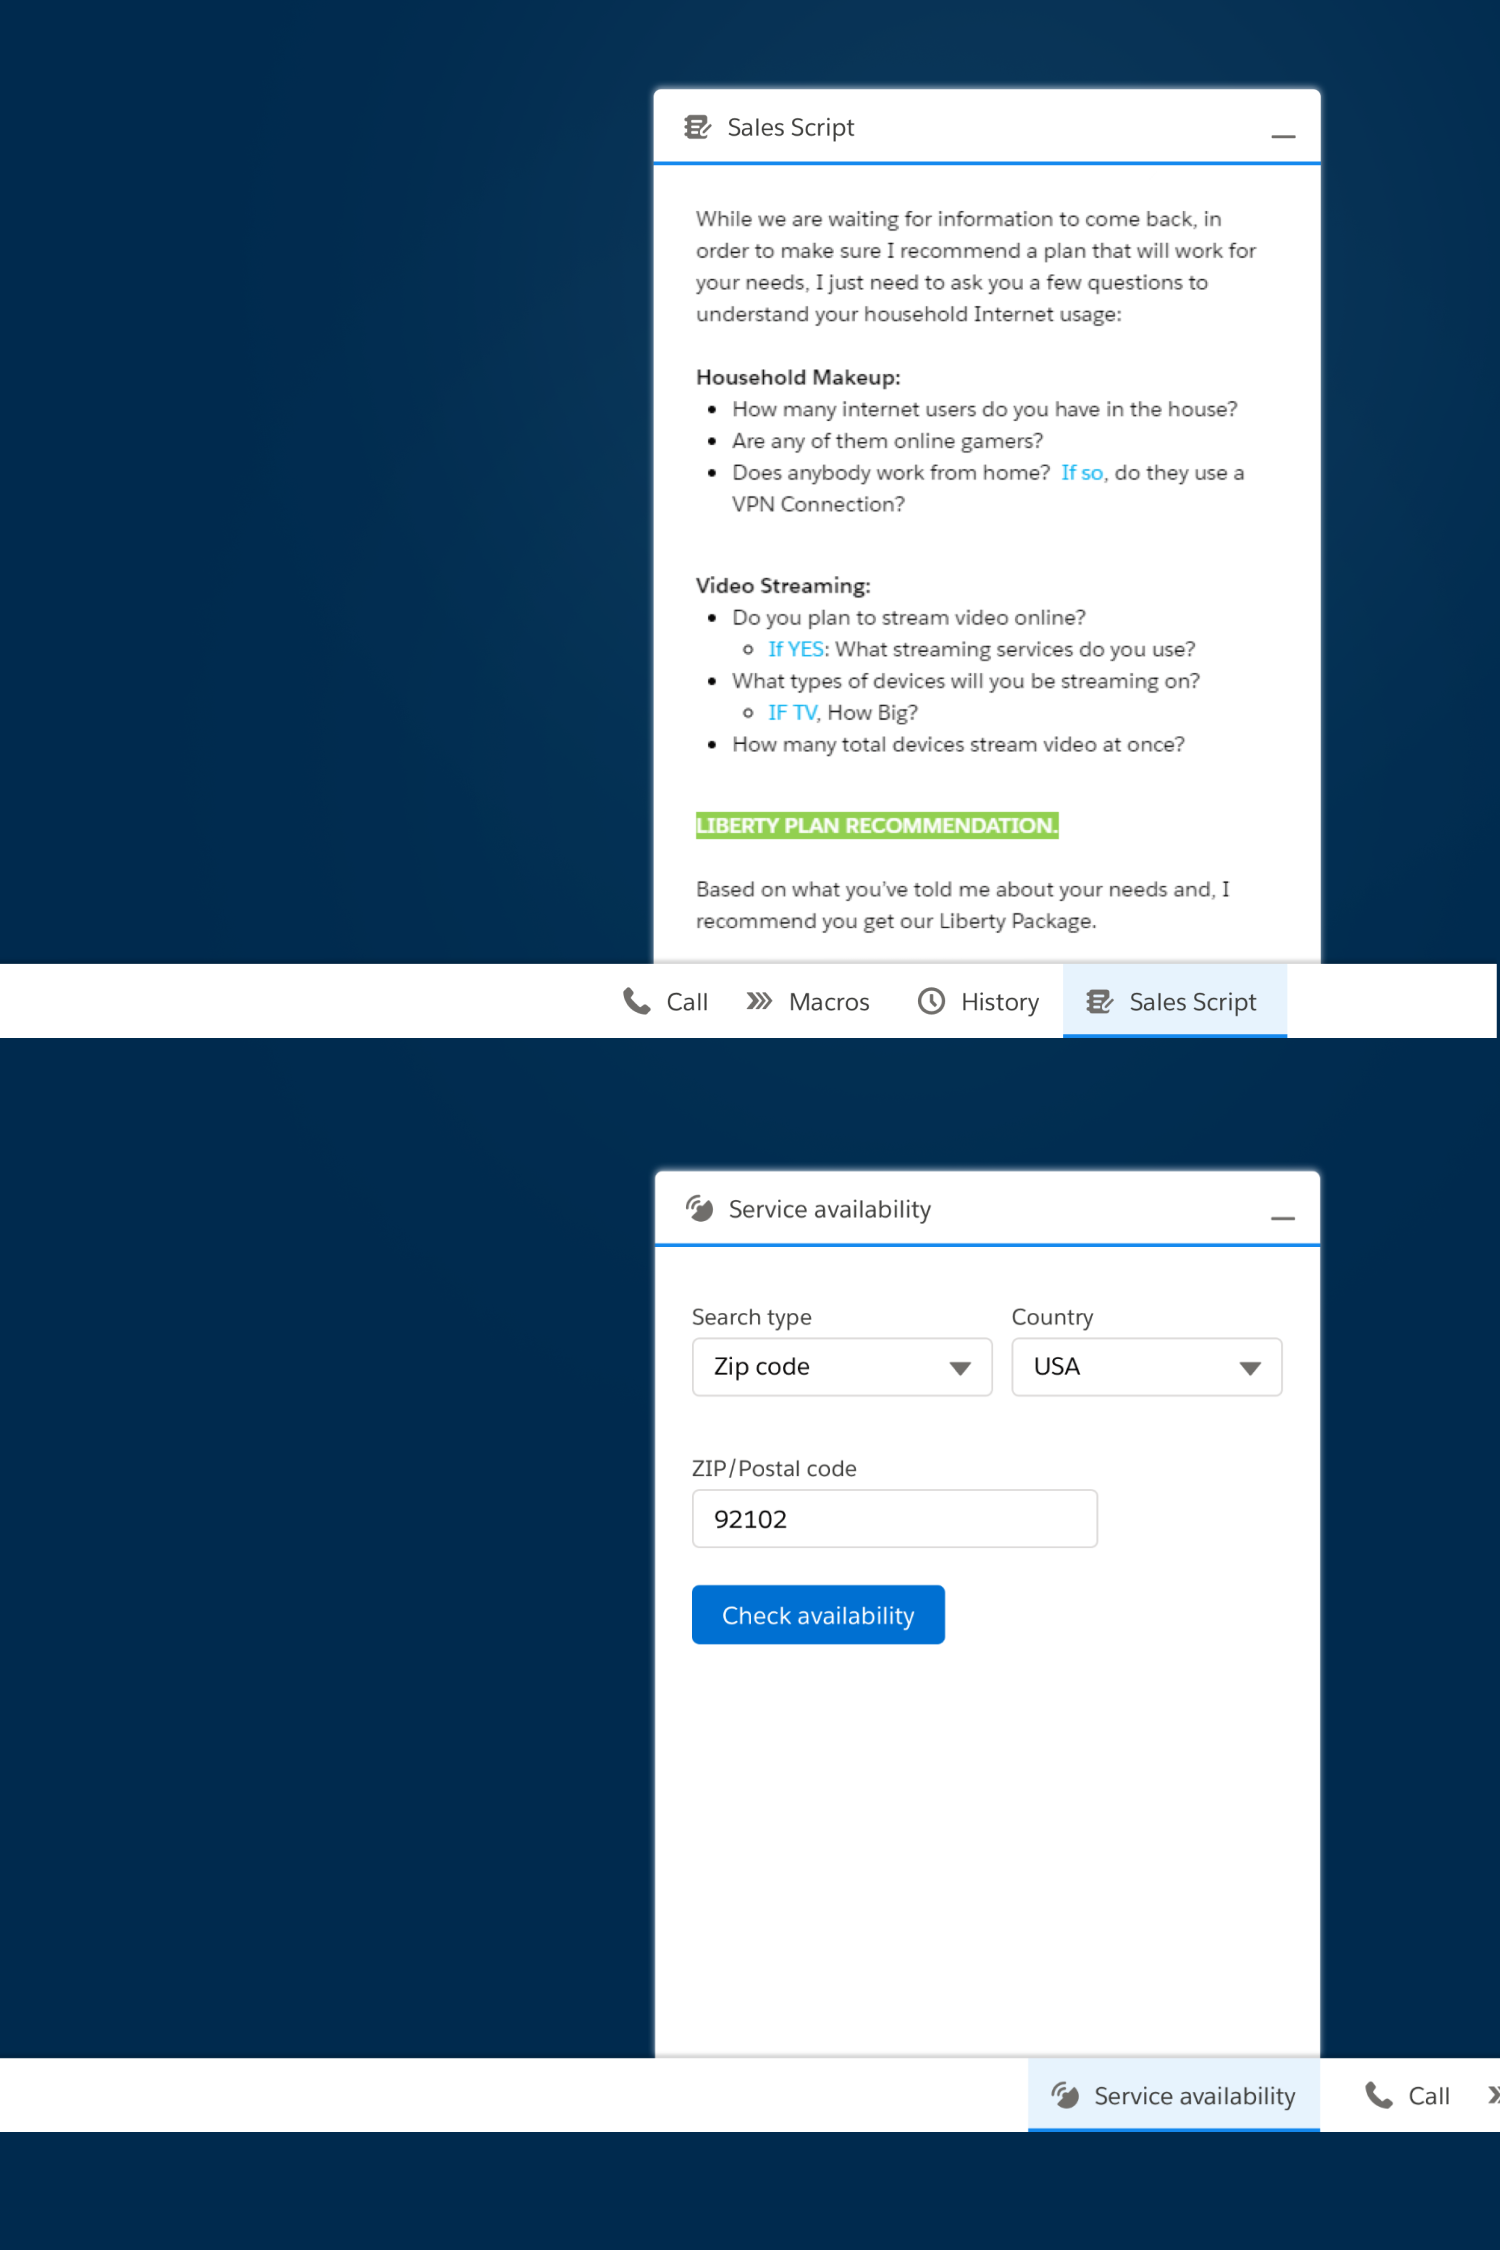 Sales Script
While we are waiting for information to come back, in
order to make sure I recommend a plan that will work for
your needs, I just need to ask you a few questions to
understand your household Internet usage:
Household Makeup:
How many internet users do you have in the house?
Are any of them online gamers?
Does anybody work from home?  If so, do they use a
VPN Connection?
Video Streaming:
Do you plan to stream video online?
If YES: What streaming services do you use?
What types of devices will you be streaming on?
IF TV, How Big?
How many total devices stream video at once?
LIBERTY PLAN RECOMMENDATION.
Based on what you've told me about your needs and, I
recommend you get our Liberty Package.
Call Macros History Sales Script
Service availability
Search type Country
Zip code USA
ZIP/Postal code
92102
Check availability
Service availability Call